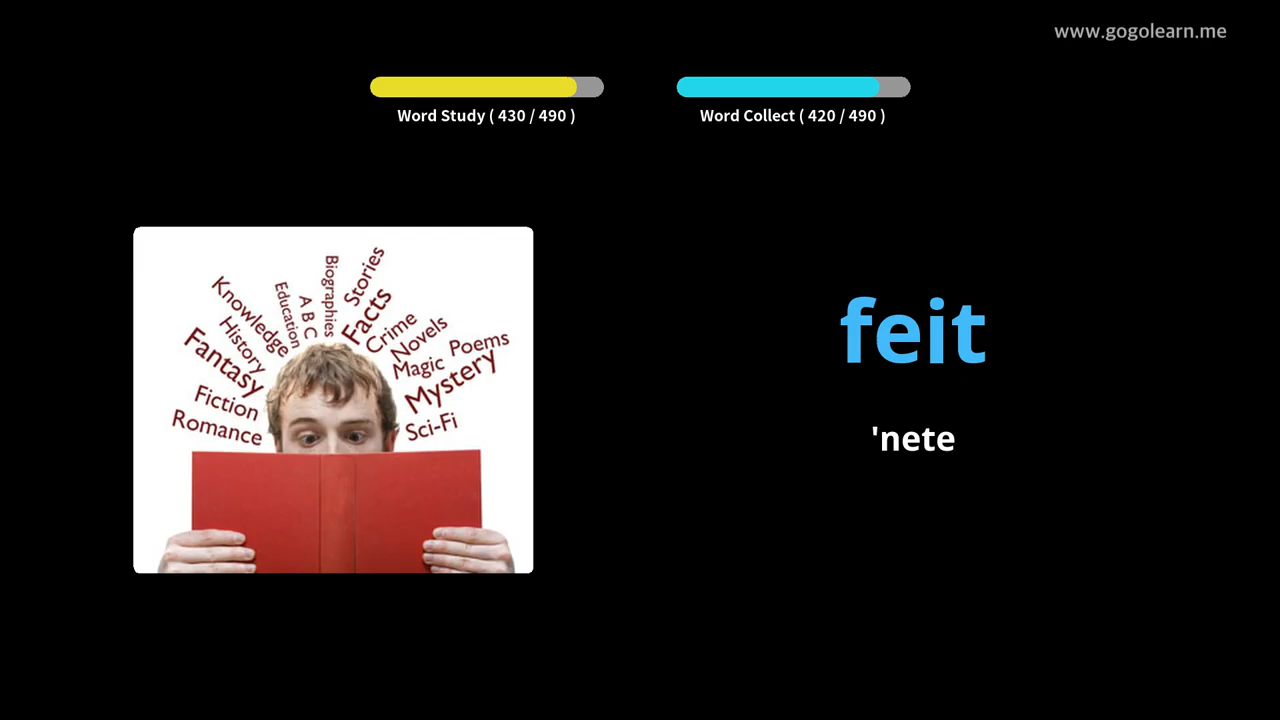 www.gogolearn.me
Word Study ( 430 / 490 )
Word Collect ( 420 / 490 )
Biographies
Stories
Knowledge
Education
A B C
Facts
History
Crime
Novels
Fantasy
Magic
Poems
Mystery
Fiction
Romance
Sci-Fi
feit
'nete